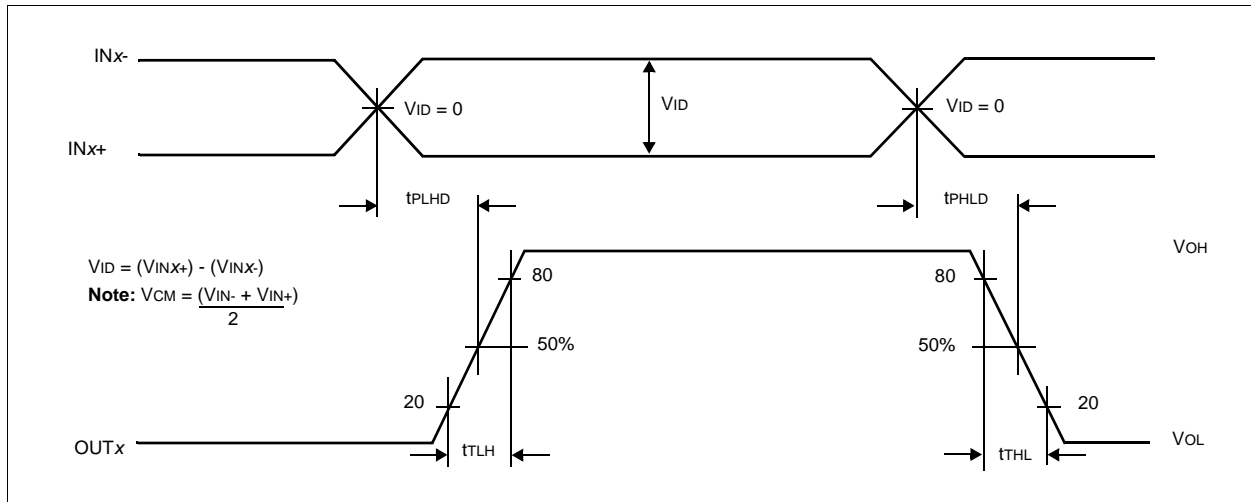 INx-
VID = 0
VID
VID = 0
INx+
tPLHD
tPHLD
VOH
VID = (VINX+) - (VINX-)
80
80
Note: VCM = (VIN- + VIN+)
2
50%
50%
20
20
OUTx
tTLH
tTHL
VOL